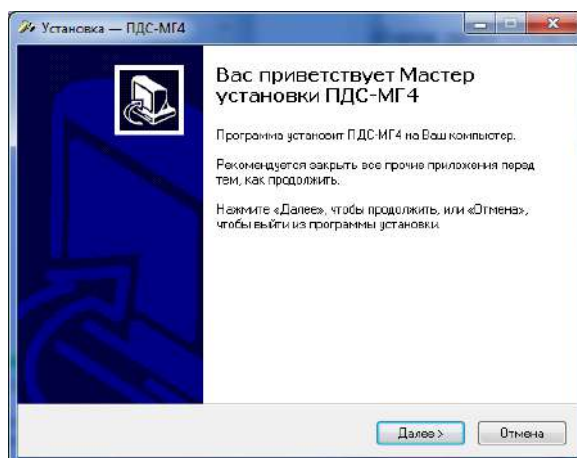 Установка — ПДС-МГ4
Вас приветствует Мастер
установки ПДС-МГ4
Программа установит ПДС-МГ4 на Ваш компьютер.
Рекомендуется закрыть все прочие приложения перед
тем, как продолжить.
Нажмите «Далее», чтобы продолжить, или «Отмена»,
чтобы выйти из программы установки.
Далее >
Отмена